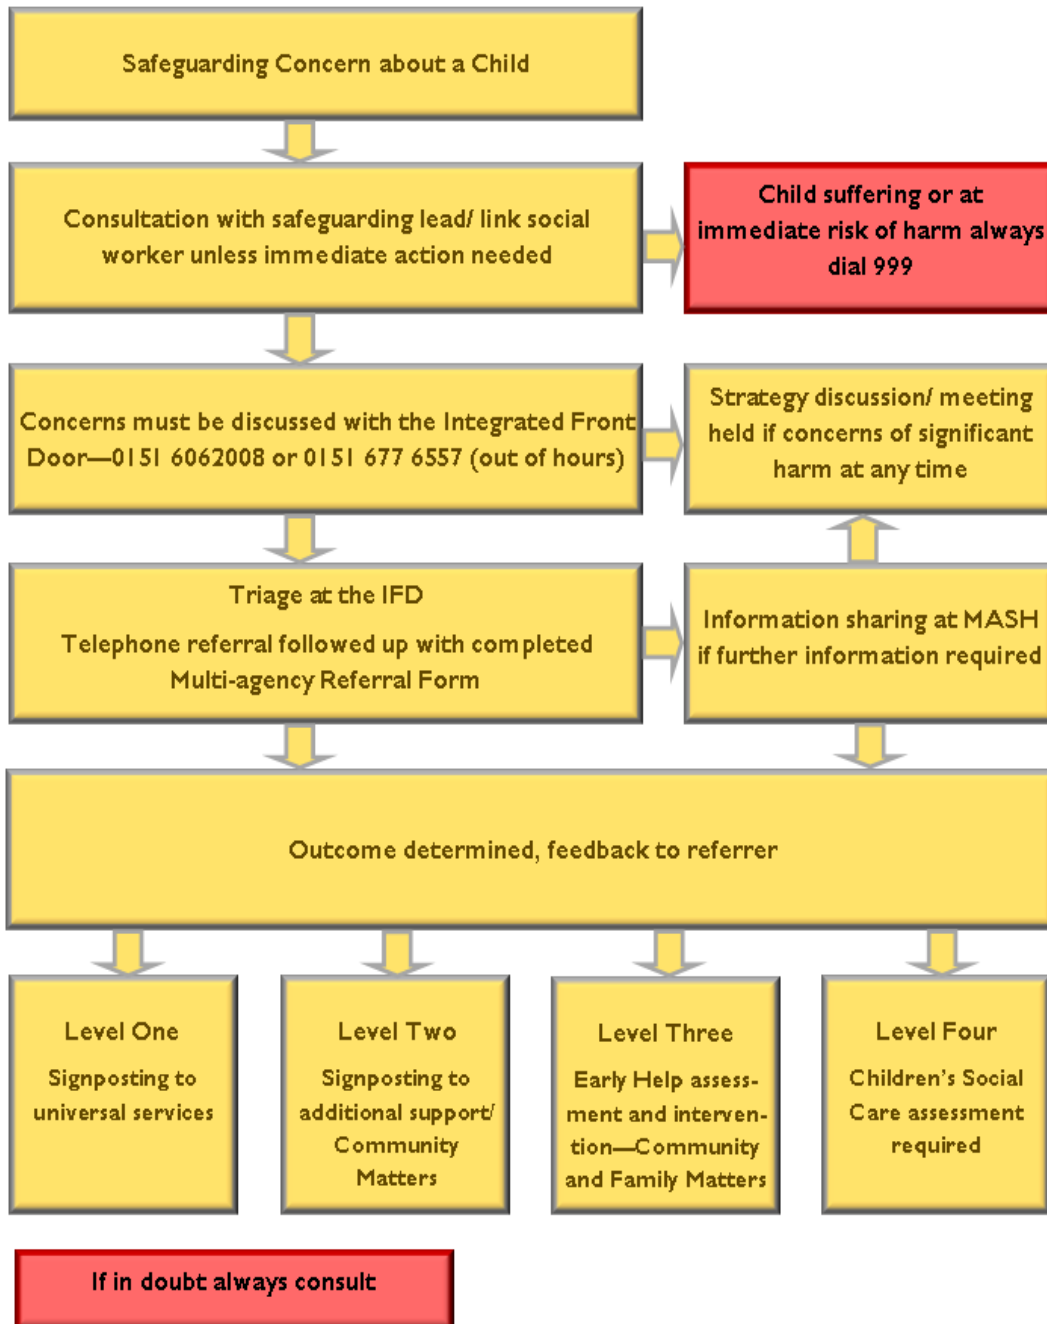 Safeguarding Concern about a Child
Consultation with safeguarding lead/ link social
worker unless immediate action needed
Child suffering or at
immediate risk of harm always
dial 999
Concerns must be discussed with the Integrated Front
Door—0151 6062008 or 0151 677 6557 (out of hours)
Strategy discussion/ meeting
held if concerns of significant
harm at any time
Triage at the IFD
Telephone referral followed up with completed
Multi-agency Referral Form
Information sharing at MASH
if further information required
Outcome determined, feedback to referrer
Level One
Signposting to
universal services
Level Two
Signposting to
additional support/
Community
Matters
Level Three
Early Help assess-
ment and interven-
tion—Community
and Family Matters
Level Four
Children's Social
Care assessment
required
If in doubt always consult